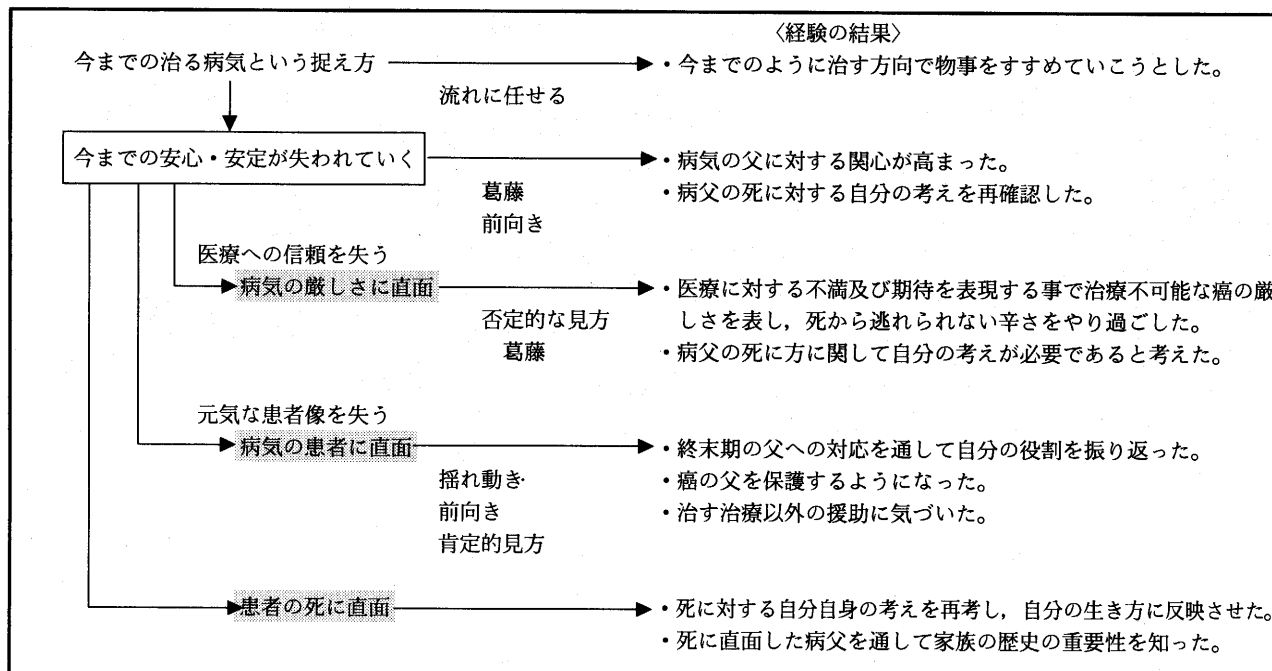 〈経験の結果〉
今までの治る病気という捉え方
・今までのように治す方向で物事をすすめていこうとした。
流れに任せる
今までの安心・安定が失われていく
・病気の父に対する関心が高まった。
葛藤
・病父の死に対する自分の考えを再確認した。
前向き
医療への信頼を失う
病気の厳しさに直面
・医療に対する不満及び期待を表現する事で治療不可能な癌の厳
しさを表し，死から逃れられない辛さをやり過ごした。
否定的な見方
葛藤
・病父の死に方に関して自分の考えが必要であると考えた。
元気な患者像を失う
病気の患者に直面
・終末期の父への対応を通して自分の役割を振り返った。
揺れ動き
・癌の父を保護するようになった。
前向き
・治す治療以外の援助に気づいた。
肯定的見方
患者の死に直面
・死に対する自分自身の考えを再考し，自分の生き方に反映させた。
・死に直面した病父を通して家族の歴史の重要性を知った。